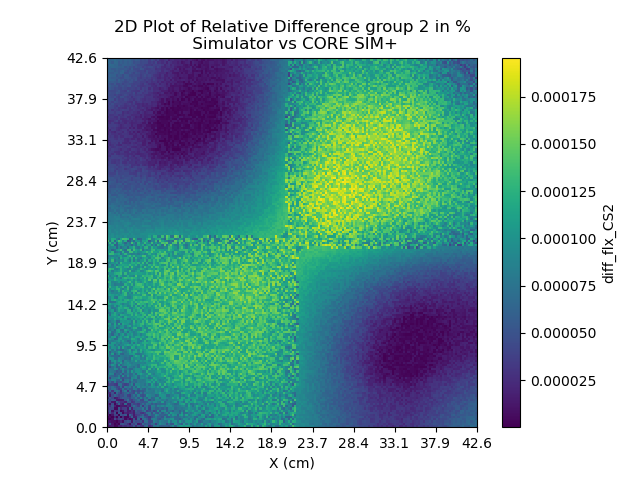 2D Plot of Relative Difference group 2 in %
Simulator vs CORE SIM+
42.6
37.9
33.1
28.4
23.7
18.9
14.2
9.5
4.7
0.0
Y (cm)
0.0 4.7 9.5 14.2 18.9 23.7 28.4 33.1 37.9 42.6
X (cm)
0.000175
0.000150
0.000125
0.000100
0.000075
0.000050
0.000025
diff_flx_CS2